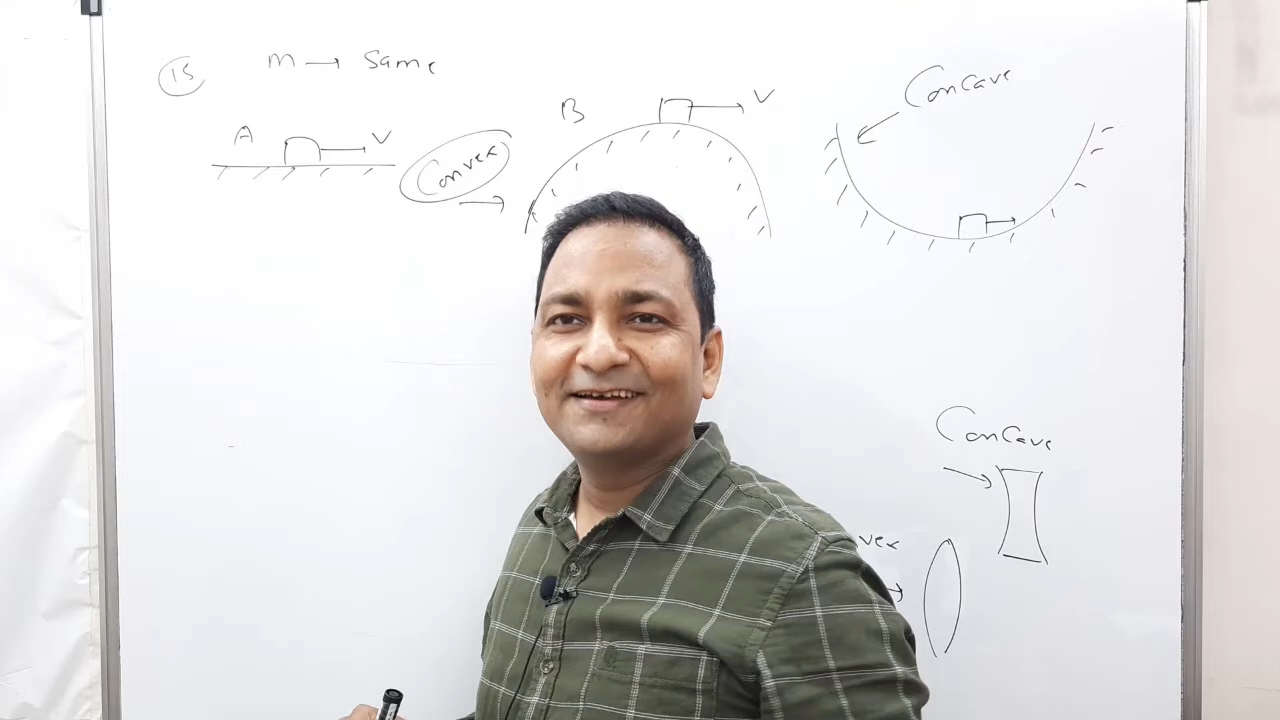 15
m → Same
A
V
Convex
B
V
Concave
Concave
vex